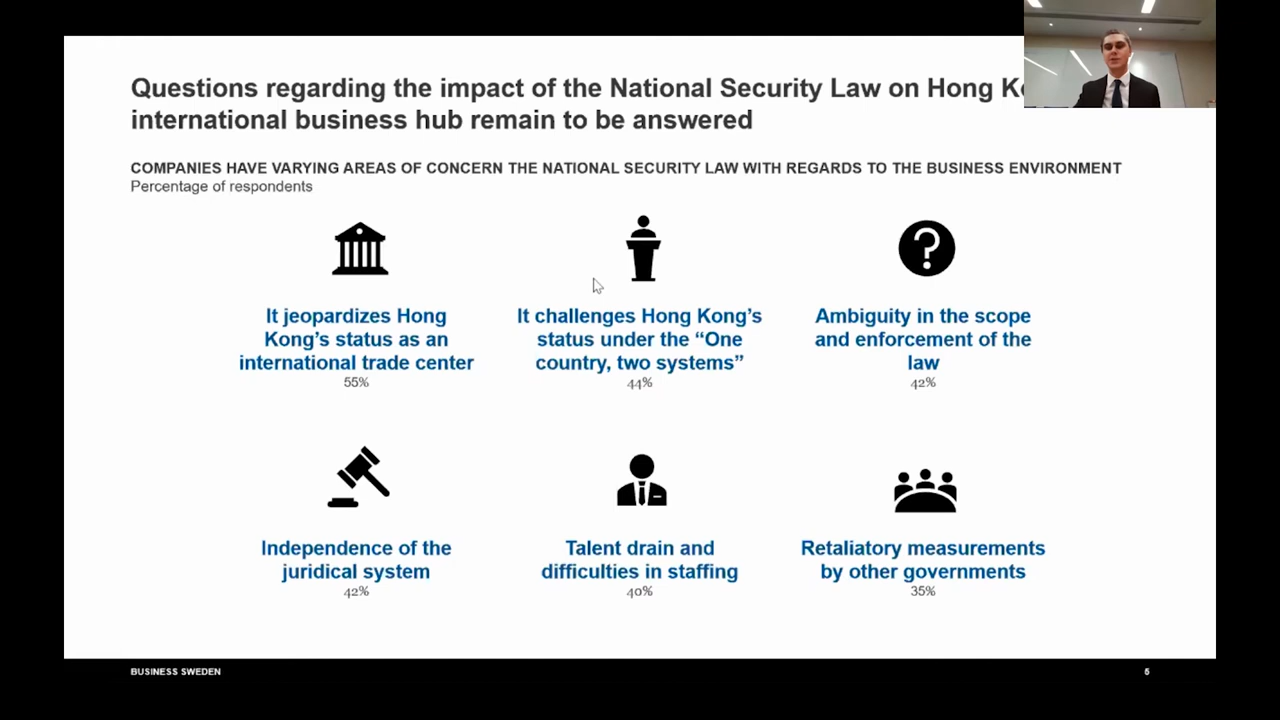 Questions regarding the impact of the National Security Law on Hong
international business hub remain to be answered
COMPANIES HAVE VARYING AREAS OF CONCERN THE NATIONAL SECURITY LAW WITH REGARDS TO THE BUSINESS ENVIRONMENT
Percentage of respondents
It jeopardizes Hong
Kong’s status as an
international trade center
55%
It challenges Hong Kong’s
status under the “One
country, two systems”
44%
Ambiguity in the scope
and enforcement of the
law
42%
Independence of the
juridical system
42%
Talent drain and
difficulties in staffing
40%
Retaliatory measurements
by other governments
35%
BUSINESS SWEDEN